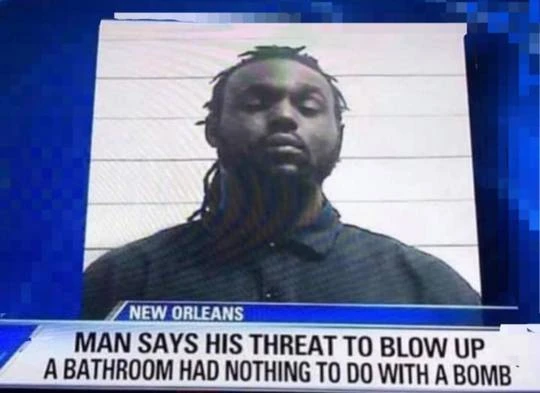 NEW ORLEANS
MAN SAYS HIS THREAT TO BLOW UP
A BATHROOM HAD NOTHING TO DO WITH A BOMB